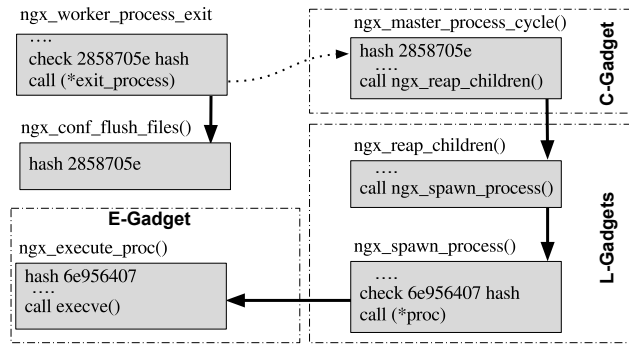 ngx_worker_process_exit
....
check 2858705e hash
call (*exit_process)
ngx_conf_flush_files()
hash 2858705e
ngx_master_process_cycle()
hash 2858705e
....
call ngx_reap_children()
C-Gadget
ngx_reap_children()
....
call ngx_spawn_process()
ngx_spawn_process()
....
check 6e956407 hash
call (*proc)
L-Gadgets
E-Gadget
ngx_execute_proc()
hash 6e956407
....
call execve()